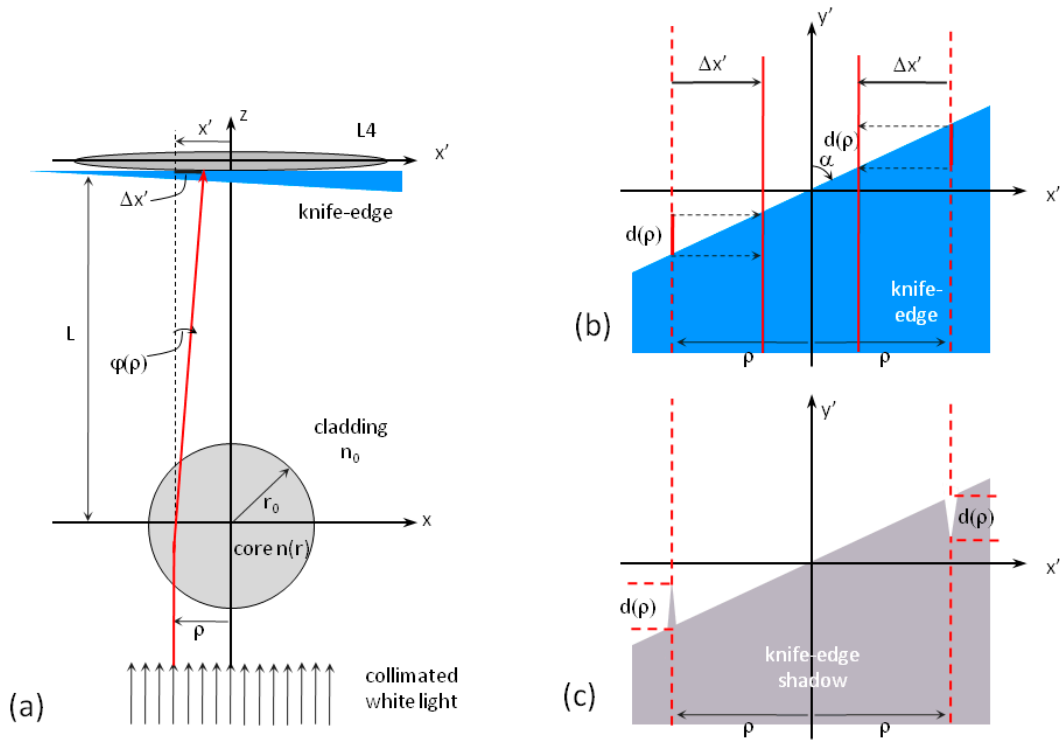 z
x'
L4
x'
Δx'
knife-edge
L
φ(ρ)
cladding
n₀
r₀
x
core n(r)
ρ
collimated
white light
(a)
y'
Δx'
Δx'
d(ρ)
α
x'
d(ρ)
knife-
edge
(b)
ρ
ρ
y'
d(ρ)
x'
d(ρ)
knife-edge
shadow
(c)
ρ
ρ